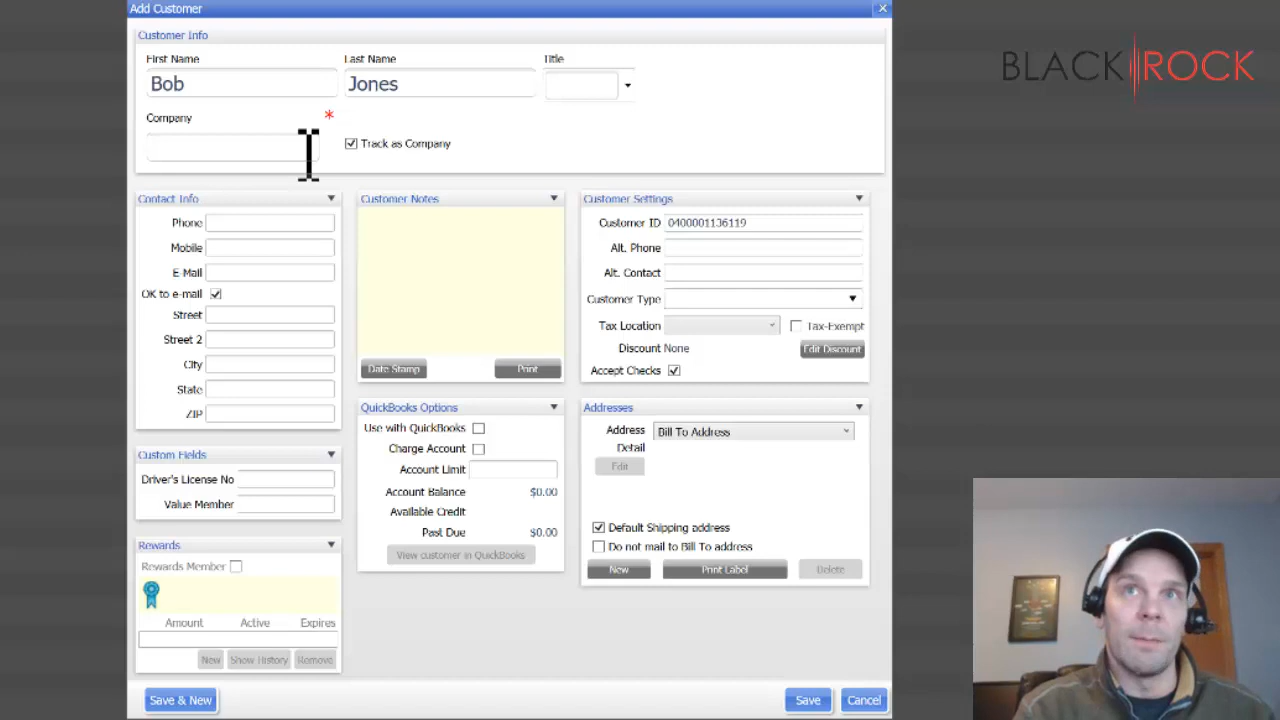 Add Customer
BLACK ROCK
Customer Info
First Name Last Name Title
Bob Jones
Company *
Track as Company
Contact Info
Phone
Mobile
E-Mail
OK to e-mail
Street
Street 2
City
State
ZIP
Customer Notes
Date Stamp Print
Customer Settings
Customer ID 0400001136119
Alt. Phone
Alt. Contact
Customer Type
Tax Location Tax-Exempt
Discount None Edit Discount
Accept Checks
Custom Fields
Driver's License No
Value Member
QuickBooks Options
Use with QuickBooks
Charge Account
Account Limit
Account Balance $0.00
Available Credit
Past Due $0.00
View customer in QuickBooks
Addresses
Address Bill To Address
Detail
Edit
Default Shipping address
Do not mail to Bill To address
New Print Label Delete
Rewards
Rewards Member
Amount Active Expires
New Show History Remove
Save & New Save Cancel